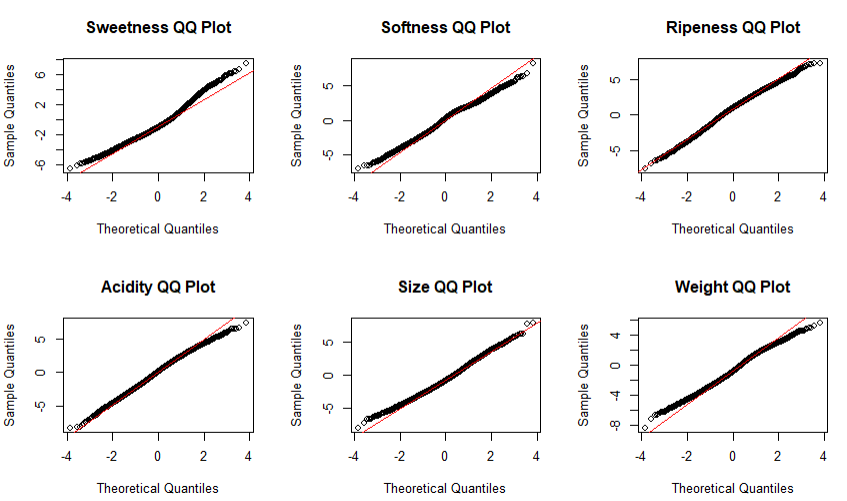 Sweetness QQ Plot
Sample Quantiles
6
2
-2
-6
-4 -2 0 2 4
Theoretical Quantiles
Softness QQ Plot
Sample Quantiles
5
0
-5
-4 -2 0 2 4
Theoretical Quantiles
Ripeness QQ Plot
Sample Quantiles
5
0
-5
-4 -2 0 2 4
Theoretical Quantiles
Acidity QQ Plot
Sample Quantiles
5
0
-5
-4 -2 0 2 4
Theoretical Quantiles
Size QQ Plot
Sample Quantiles
5
0
-5
-4 -2 0 2 4
Theoretical Quantiles
Weight QQ Plot
Sample Quantiles
4
0
-4
-8
-4 -2 0 2 4
Theoretical Quantiles